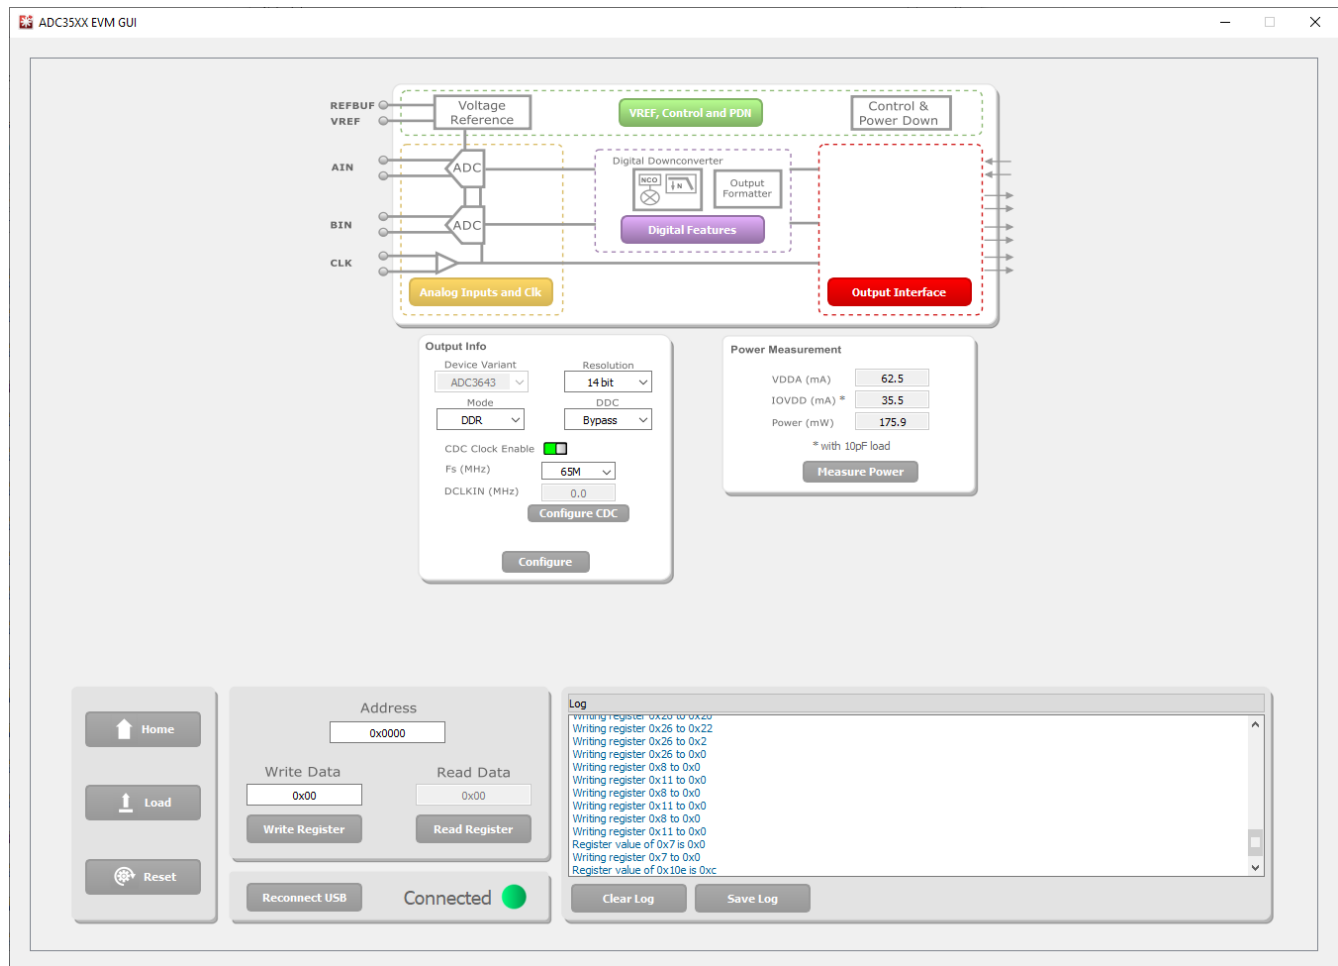 ADC35XX EVM GUI
REFBUF
VREF
Voltage
Reference
VREF, Control and PDN
Control &
Power Down
AIN
ADC
Digital Downconverter
NCO
N
Output
Formatter
BIN
ADC
Digital Features
CLK
Analog Inputs and Clk
Output Interface
Output Info
Device Variant
Resolution
ADC3643
14 bit
Mode
DDC
DDR
Bypass
CDC Clock Enable
Fs (MHz)
65M
DCLKIN (MHz)
0.0
Configure CDC
Configure
Power Measurement
VDDA (mA)
62.5
IOVDD (mA) *
35.5
Power (mW)
175.9
* with 10pF load
Measure Power
Home
Load
Reset
Address
0x0000
Write Data
Read Data
0x00
0x00
Write Register
Read Register
Reconnect USB
Connected
Log
Writing register 0x26 to 0x22
Writing register 0x26 to 0x2
Writing register 0x26 to 0x0
Writing register 0x8 to 0x0
Writing register 0x11 to 0x0
Writing register 0x8 to 0x0
Writing register 0x11 to 0x0
Writing register 0x8 to 0x0
Writing register 0x11 to 0x0
Register value of 0x7 is 0x0
Writing register 0x7 to 0x0
Register value of 0x10e is 0xc
Clear Log
Save Log